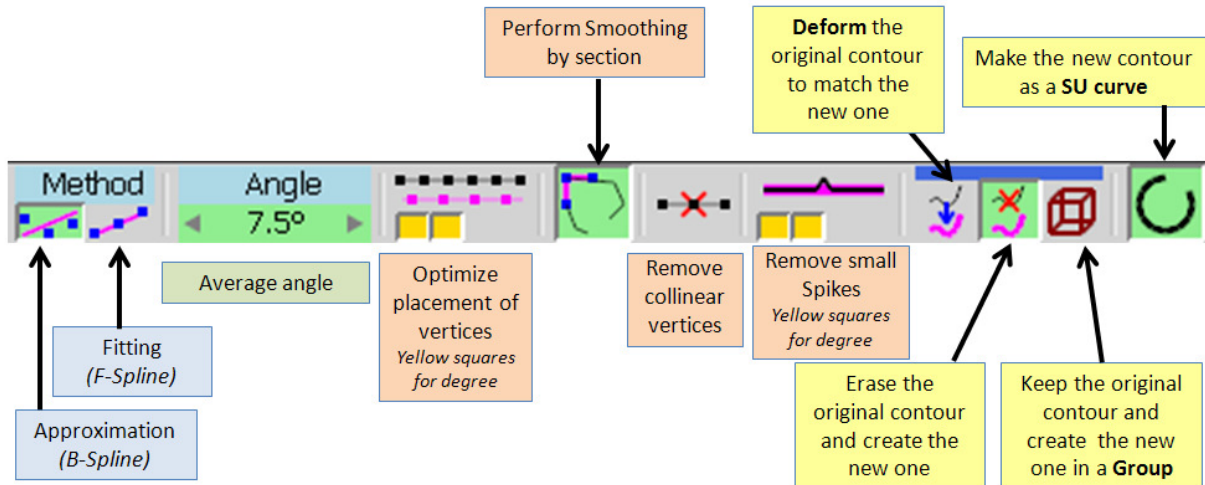 Perform Smoothing
by section
Deform the
original contour
to match the
new one
Make the new contour
as a SU curve
Method
Angle
7.5º
Average angle
Optimize
placement of
vertices
Yellow squares
for degree
Remove
collinear
vertices
Remove small
Spikes
Yellow squares
for degree
Fitting
(F-Spline)
Approximation
(B-Spline)
Erase the
original contour
and create the
new one
Keep the original
contour and
create the new
one in a Group